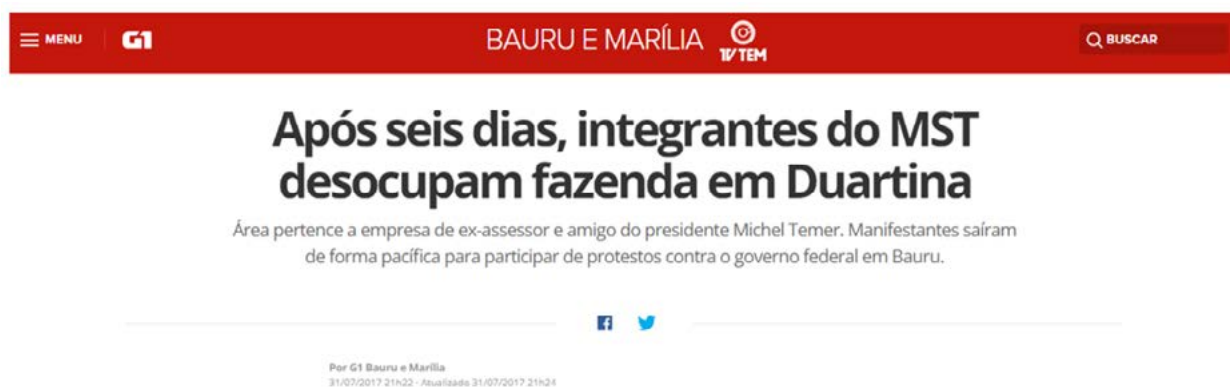 MENU G1 BAURU E MARÍLIA TV TEM BUSCAR
Após seis dias, integrantes do MST
desocupam fazenda em Duartina
Área pertence a empresa de ex-assessor e amigo do presidente Michel Temer. Manifestantes saíram
de forma pacífica para participar de protestos contra o governo federal em Bauru.
Por G1 Bauru e Marília
31/07/2017 21h22 - Atualizado 31/07/2017 21h24